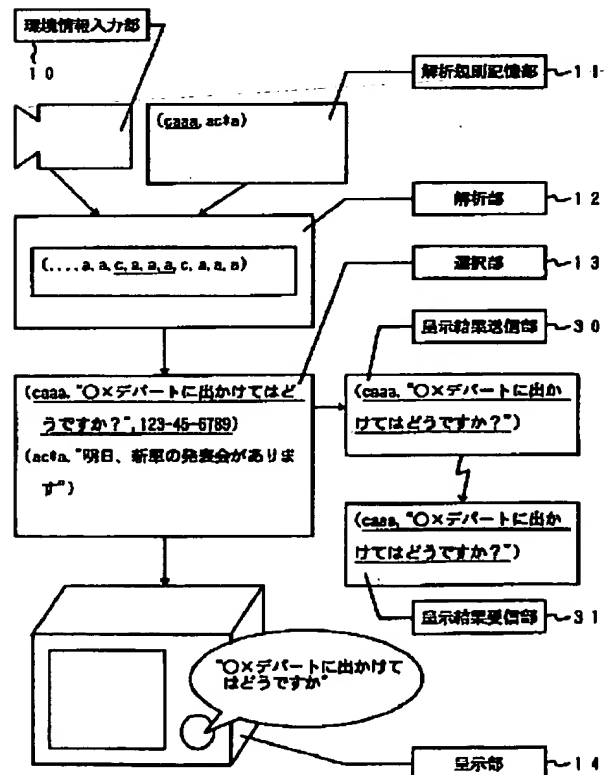 環境情報入力部
10
解析規則記憶部
11
(caaa, ac*a)
解析部
12
(....a,a,c,a,a,a,c,a,a,a)
選択部
13
呈示結果送信部
30
(caaa, "〇×デパートに出かけてはど
うですか？", 123-45-6789)
(ac*a, "明日、新車の発表会がありま
す")
(caaa, "〇×デパートに出か
けてはどうですか？")
(caaa, "〇×デパートに出か
けてはどうですか？")
呈示結果受信部
31
"〇×デパートに出かけて
はどうですか"
呈示部
14